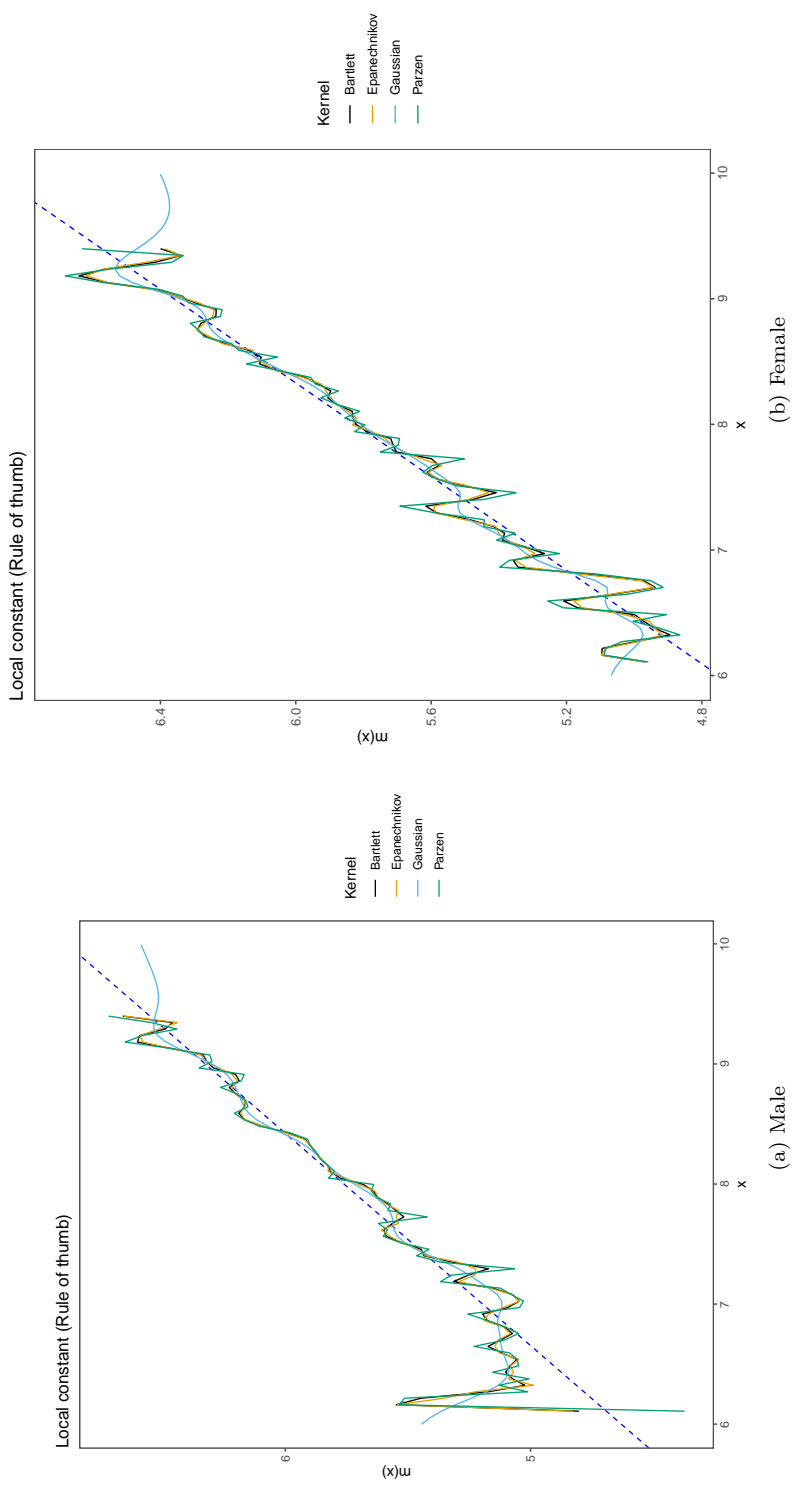 Local constant (Rule of thumb)
m(x)
6
5
6
7
8
9
10
x
Kernel
Bartlett
Epanechnikov
Gaussian
Parzen
(a) Male
Local constant (Rule of thumb)
m(x)
6.4
6.0
5.6
5.2
4.8
6
7
8
9
10
x
Kernel
Bartlett
Epanechnikov
Gaussian
Parzen
(b) Female